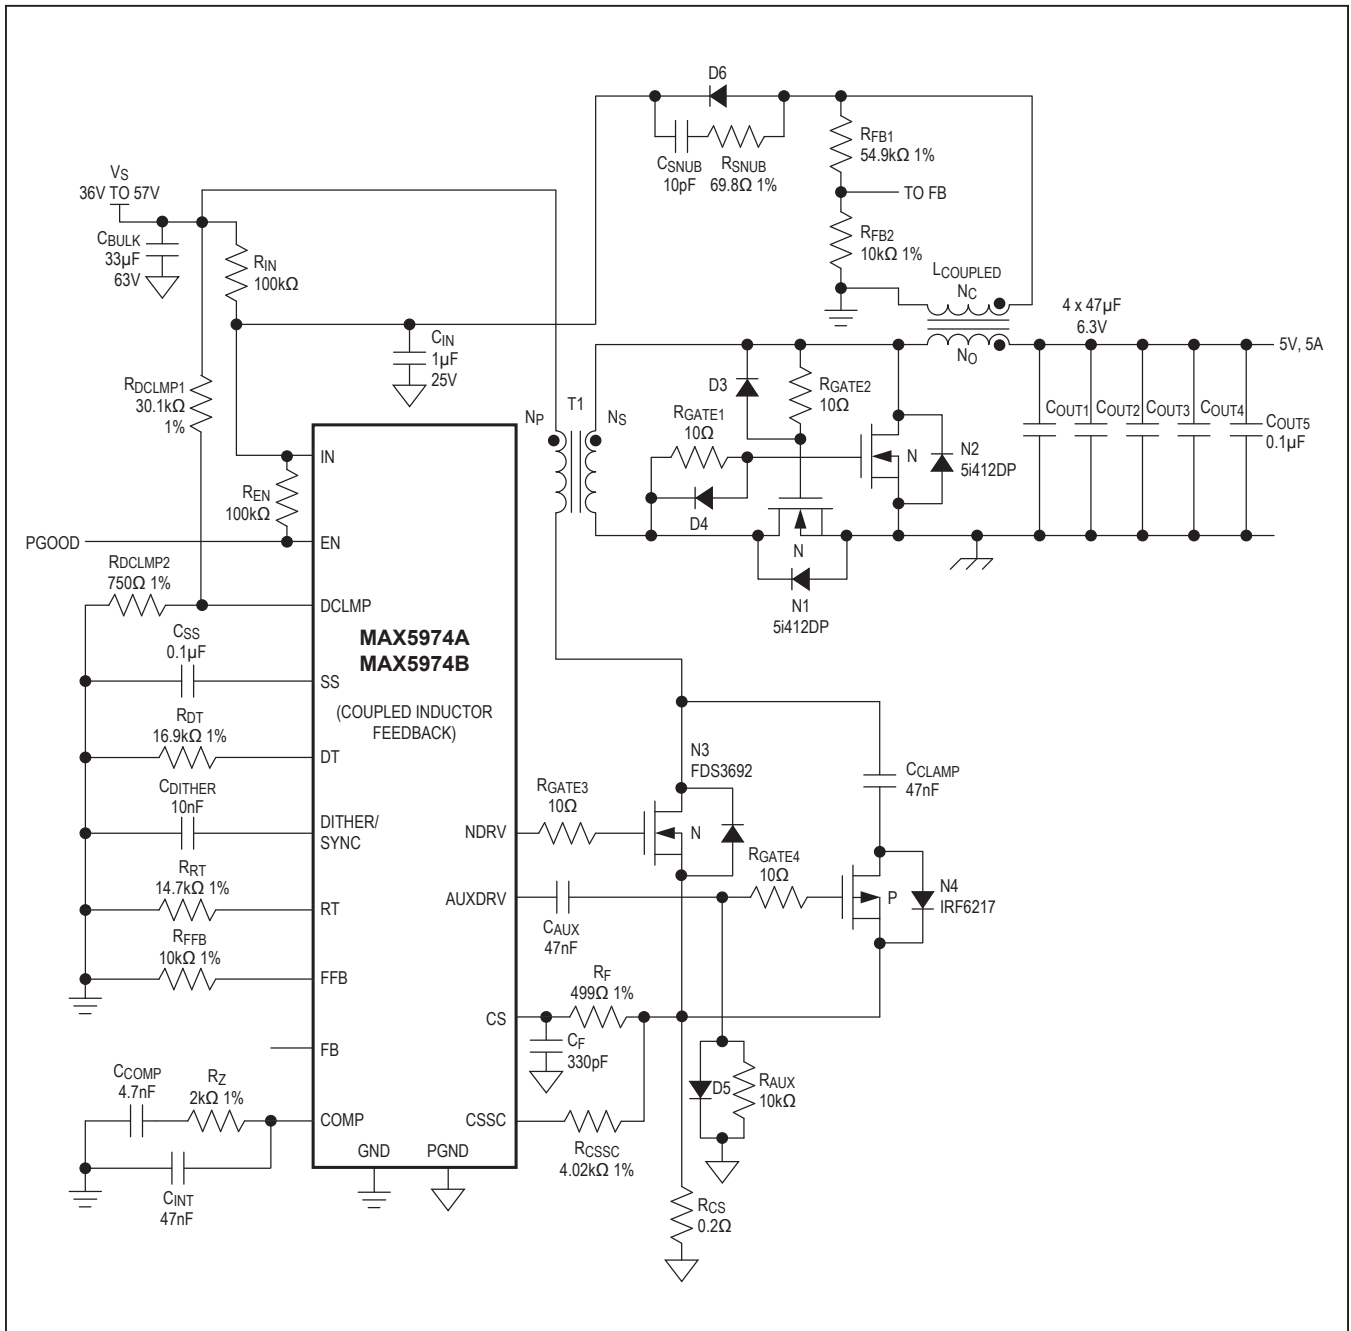 D6
CSNUB
10pF
RSNUB
69.8Ω 1%
RFB1
54.9kΩ 1%
TO FB
RFB2
10kΩ 1%
VS
36V TO 57V
CBULK
33µF
63V
RIN
100kΩ
LCOUPLED
NC
NO
4 x 47µF
6.3V
5V, 5A
CIN
1µF
25V
RDCLMP1
30.1kΩ
1%
NP
T1
NS
D3
RGATE2
10Ω
RGATE1
10Ω
D4
N
N2
5i412DP
COUT1
COUT2
COUT3
COUT4
COUT5
0.1µF
N
N1
5i412DP
IN
REN
100kΩ
PGOOD
EN
RDCLMP2
750Ω 1%
DCLMP
MAX5974A
MAX5974B
(COUPLED INDUCTOR
FEEDBACK)
CSS
0.1µF
SS
RDT
16.9kΩ 1%
DT
CDITHER
10nF
DITHER/
SYNC
RRT
14.7kΩ 1%
RT
RFFB
10kΩ 1%
FFB
FB
CCOMP
4.7nF
RZ
2kΩ 1%
COMP
CINT
47nF
GND
PGND
NDRV
RGATE3
10Ω
N3
FDS3692
N
CCLAMP
47nF
AUXDRV
CAUX
47nF
RGATE4
10Ω
P
N4
IRF6217
CS
RF
499Ω 1%
CF
330pF
D5
RAUX
10kΩ
CSSC
RCSSC
4.02kΩ 1%
RCS
0.2Ω